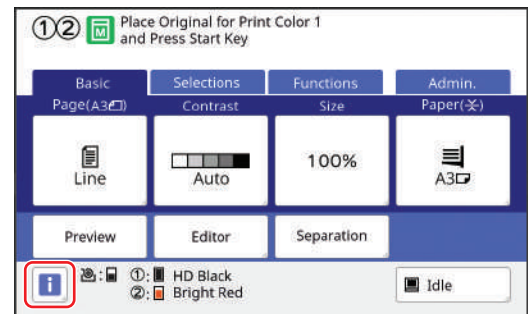 ①② M Place Original for Print Color 1
and Press Start Key
Basic Selections Functions Admin.
Page(A3) Contrast Size Paper(
Line Auto 100% A3
Preview Editor Separation
i ①: HD Black
②: Bright Red
Idle